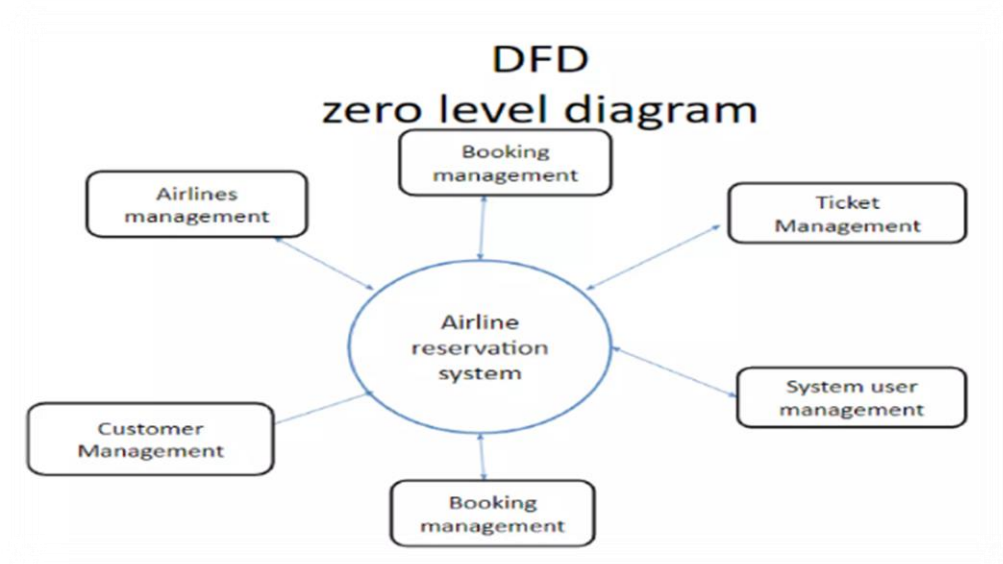 DFD
zero level diagram
Booking
management
Airlines
management
Ticket
Management
Airline
reservation
system
System user
management
Customer
Management
Booking
management